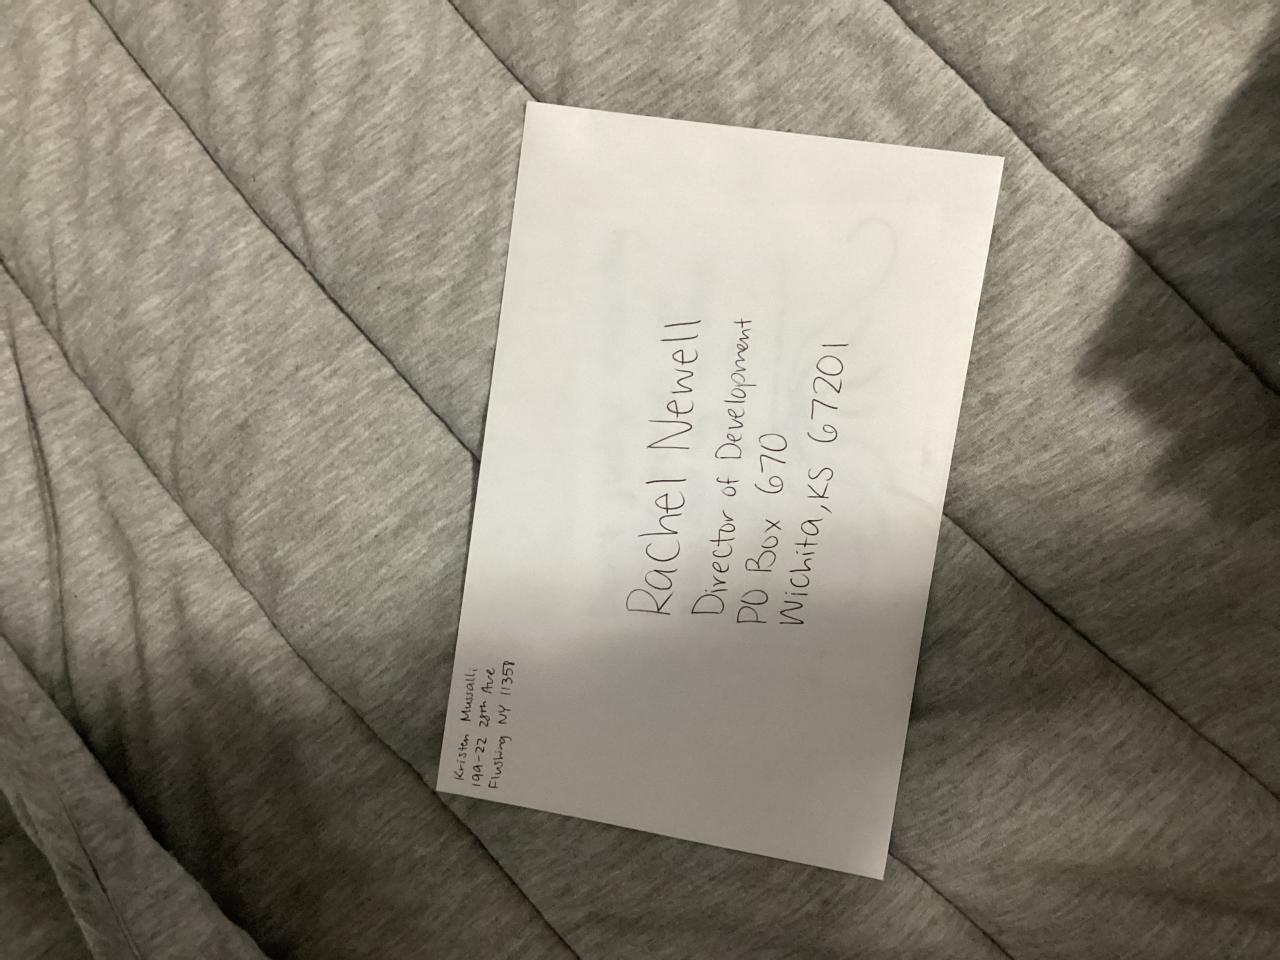 Kristen Mussalli
199-22 28th Ave
Flushing NY 11358
Rachel Newell
Director of Development
PO Box 670
Wichita, KS 67201